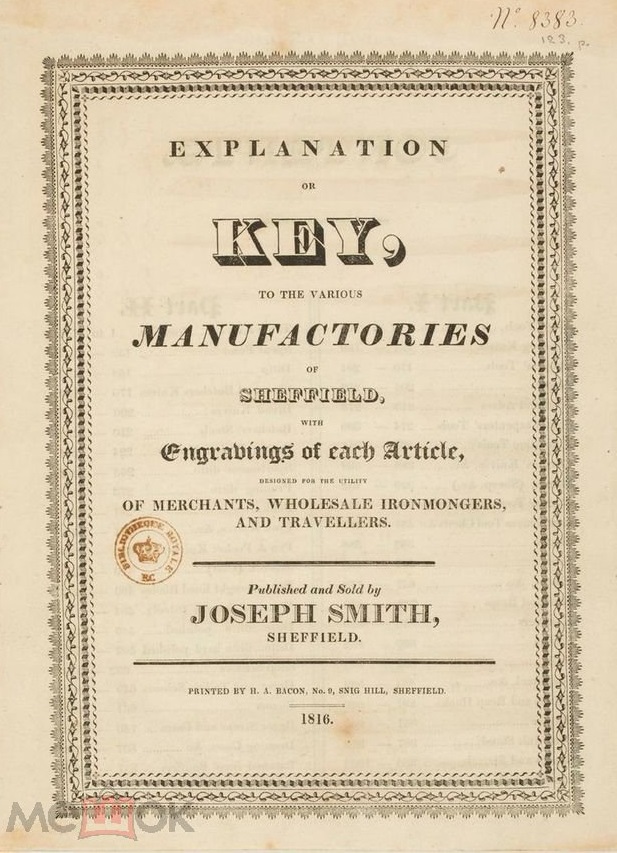 Nº 8383.
123. p.
EXPLANATION
OR
KEY,
TO THE VARIOUS
MANUFACTORIES
OF
SHEFFIELD,
WITH
Engravings of each Article,
DESIGNED FOR THE UTILITY
OF MERCHANTS, WHOLESALE IRONMONGERS,
AND TRAVELLERS.
BIBLIOTHEQUE ROYALE
Published and Sold by
JOSEPH SMITH,
SHEFFIELD.
PRINTED BY H. A. BACON, No. 9, SNIG HILL, SHEFFIELD.
1816.
МЕШОК